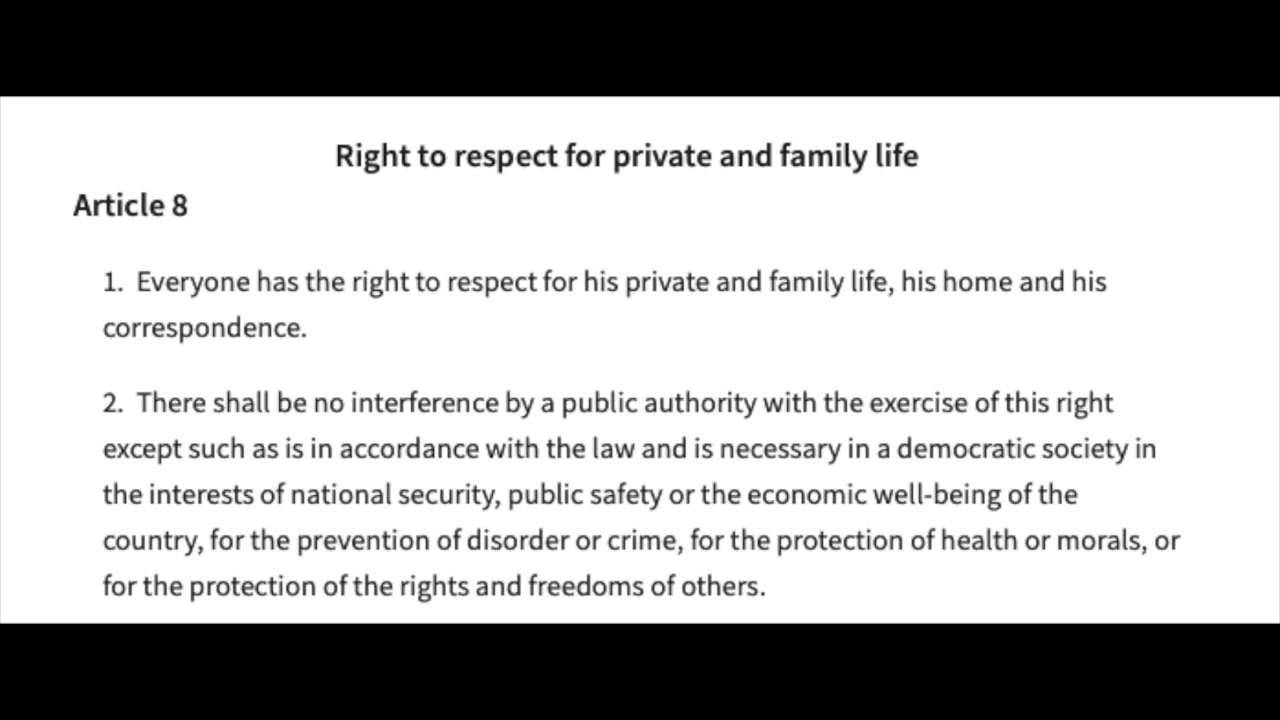 Right to respect for private and family life
Article 8
1. Everyone has the right to respect for his private and family life, his home and his
correspondence.
2. There shall be no interference by a public authority with the exercise of this right
except such as is in accordance with the law and is necessary in a democratic society in
the interests of national security, public safety or the economic well-being of the
country, for the prevention of disorder or crime, for the protection of health or morals, or
for the protection of the rights and freedoms of others.